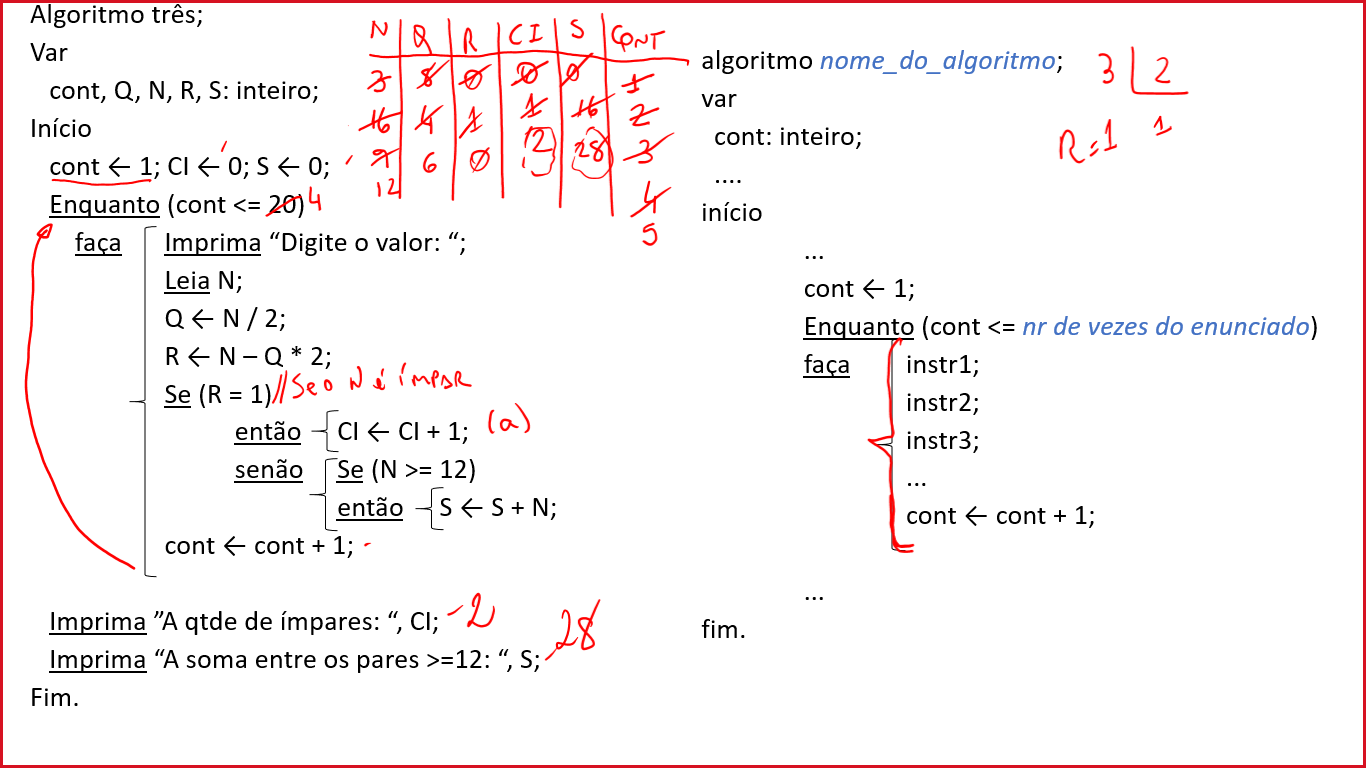 Algoritmo três;
Var
cont, Q, N, R, S: inteiro;
Início
cont ← 1; CI ← 0; S ← 0;
Enquanto (cont <= 20) 4
faça
Imprima “Digite o valor: “;
Leia N;
Q ← N / 2;
R ← N – Q * 2;
Se (R = 1) //Se o N é ímpar
então CI ← CI + 1; (a)
senão Se (N >= 12)
então S ← S + N;
cont ← cont + 1;
Imprima ”A qtde de ímpares: “, CI; 2
Imprima “A soma entre os pares >=12: “, S; 28
Fim.
N Q R CI S CONT
0 0 0 1
16 4 1 1 16 2
6 0 2 28 3
12 4
5
algoritmo nome_do_algoritmo;
var
cont: inteiro;
....
início
...
cont ← 1;
Enquanto (cont <= nr de vezes do enunciado)
faça
instr1;
instr2;
instr3;
...
cont ← cont + 1;
...
fim.
3 2
R=1 1